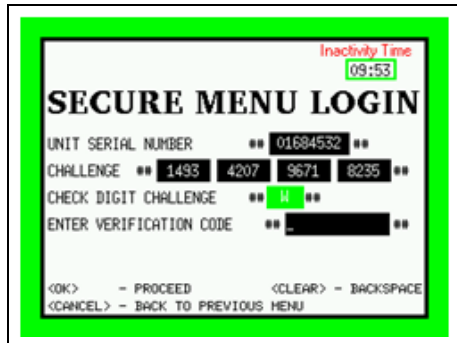 Inactivity Time
09:53
SECURE MENU LOGIN
UNIT SERIAL NUMBER ** 01684532 **
CHALLENGE ** 1493 4207 9671 8235 **
CHECK DIGIT CHALLENGE ** W **
ENTER VERIFICATION CODE ** _ **
<OK> - PROCEED <CLEAR> - BACKSPACE
<CANCEL> - BACK TO PREVIOUS MENU